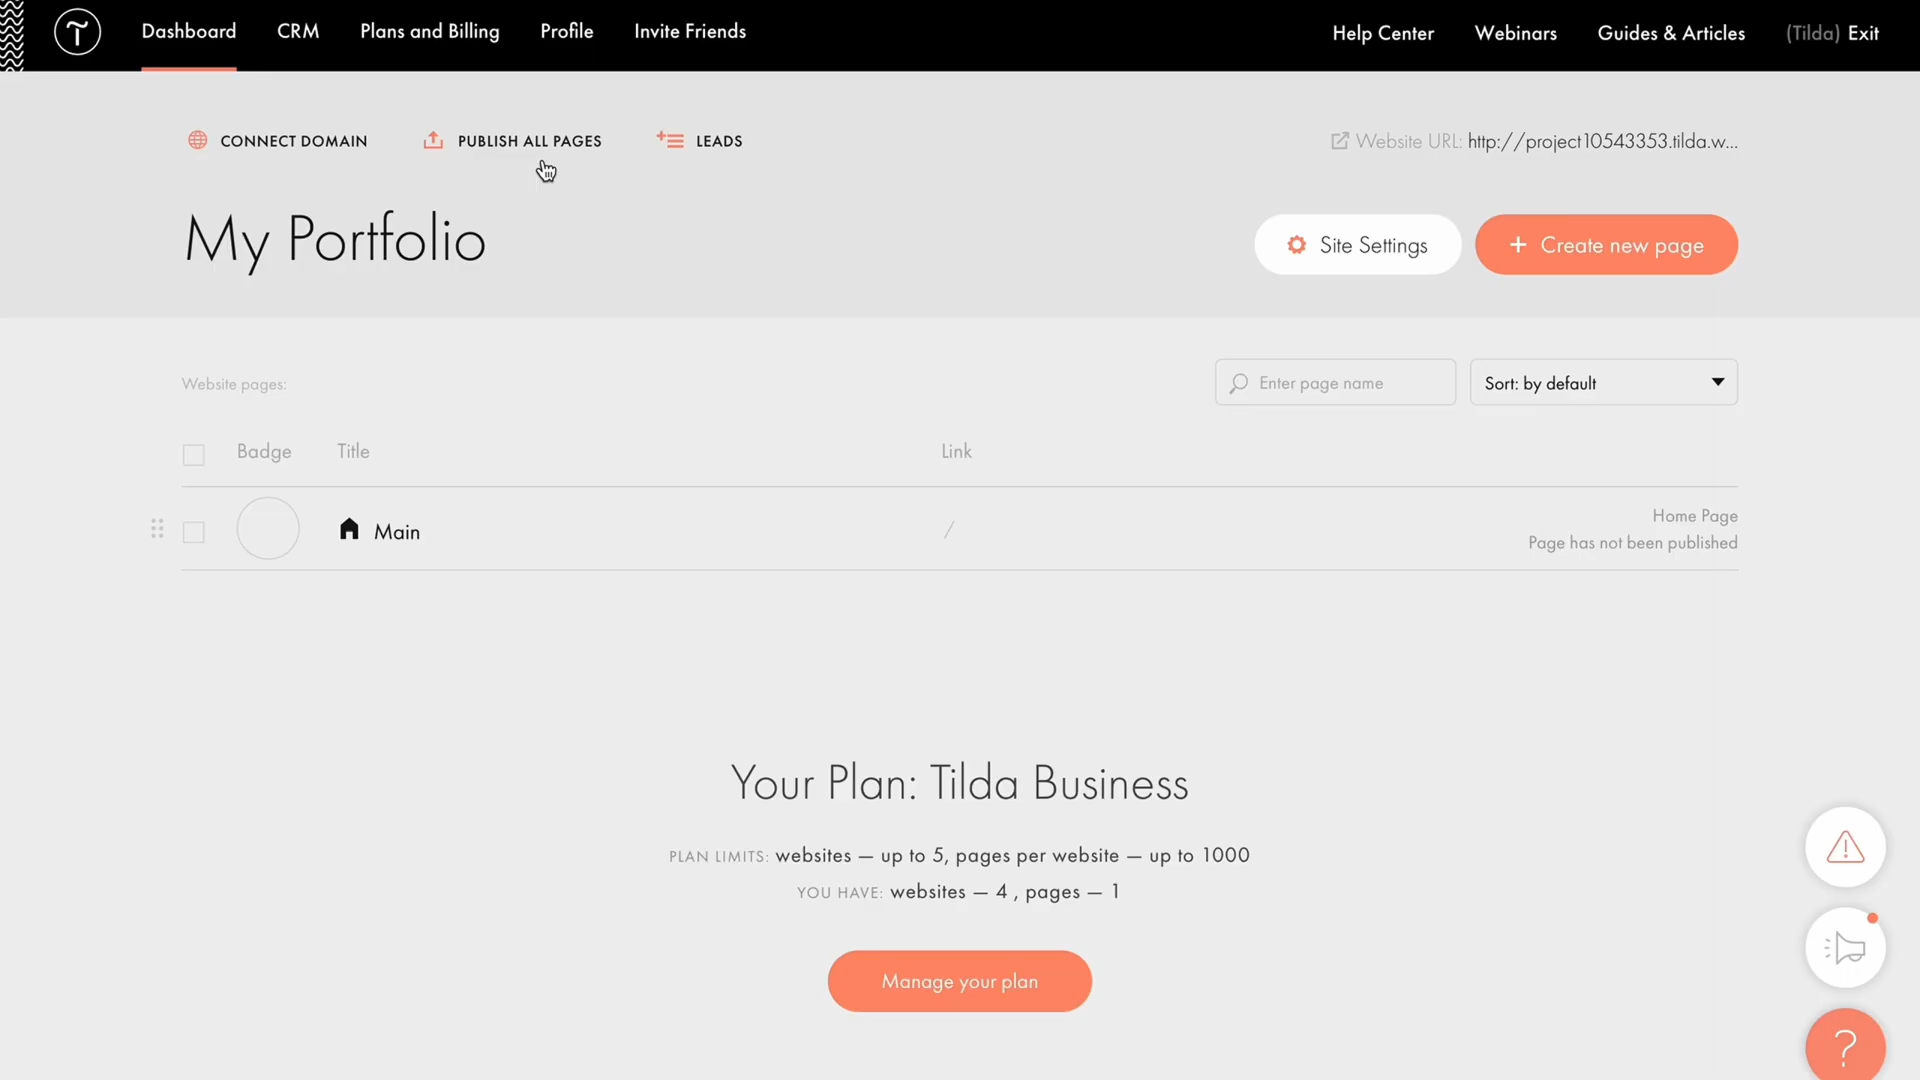 Dashboard
CRM
Plans and Billing
Profile
Invite Friends
Help Center
Webinars
Guides & Articles
(Tilda) Exit
CONNECT DOMAIN
PUBLISH ALL PAGES
LEADS
Website URL: http://project10543353.tilda.w...
My Portfolio
Site Settings
+ Create new page
Website pages:
Enter page name
Sort: by default
Badge
Title
Link
Main
/
Home Page
Page has not been published
Your Plan: Tilda Business
PLAN LIMITS: websites — up to 5, pages per website — up to 1000
YOU HAVE: websites — 4 , pages — 1
Manage your plan
?